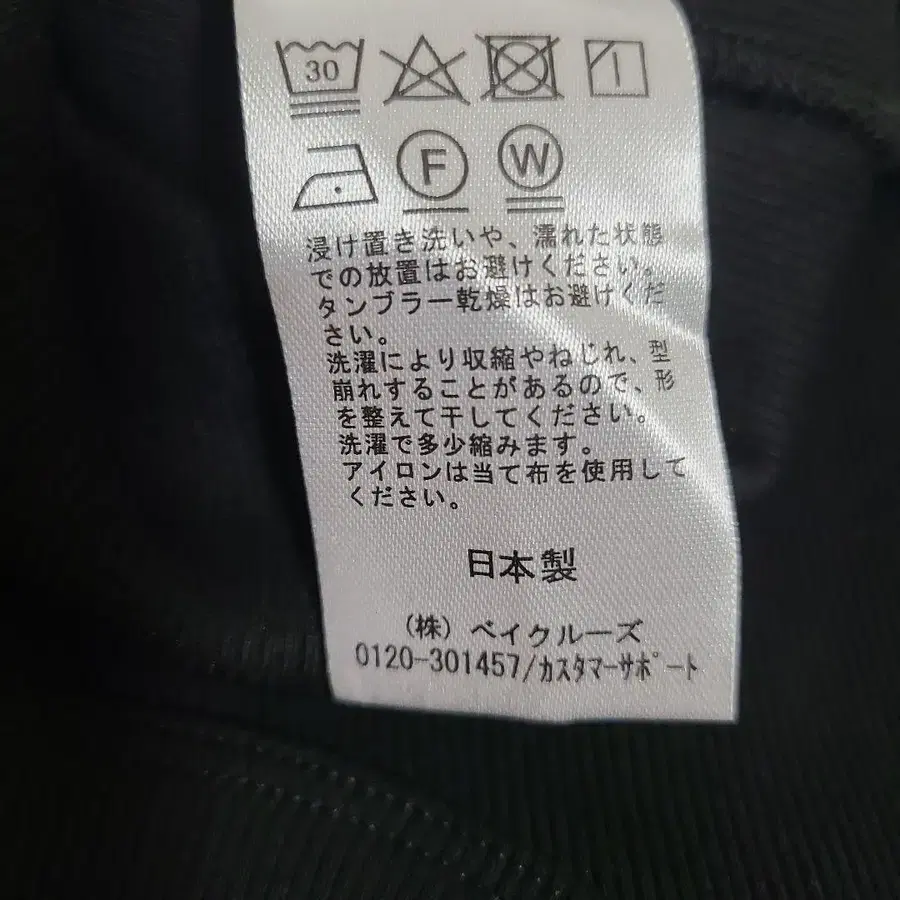 30
F W
浸け置き洗いや、濡れた状態
での放置はお避けください。
タンブラー乾燥はお避けくだ
さい。
洗濯により収縮やねじれ、型
崩れすることがあるので、形
を整えて干してください。
洗濯で多少縮みます。
アイロンは当て布を使用して
ください。
日本製
(株) ベイクルーズ
0120-301457/カスタマーサポート